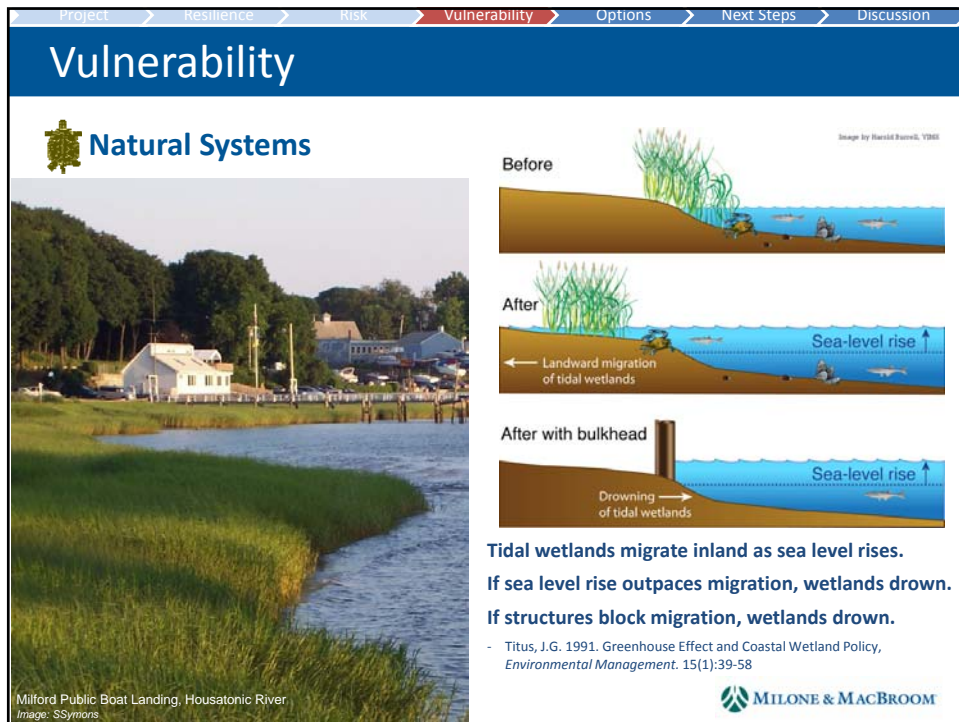 Project Resilience Risk Vulnerability Options Next Steps Discussion
Vulnerability
Natural Systems
Image by Harold Burrell, VIMS
Before
After
Sea-level rise
Landward migration
of tidal wetlands
After with bulkhead
Sea-level rise
Drowning
of tidal wetlands
Tidal wetlands migrate inland as sea level rises.
If sea level rise outpaces migration, wetlands drown.
If structures block migration, wetlands drown.
- Titus, J.G. 1991. Greenhouse Effect and Coastal Wetland Policy,
Environmental Management. 15(1):39-58
Milford Public Boat Landing, Housatonic River
Image: SSymons
MILONE & MACBROOM